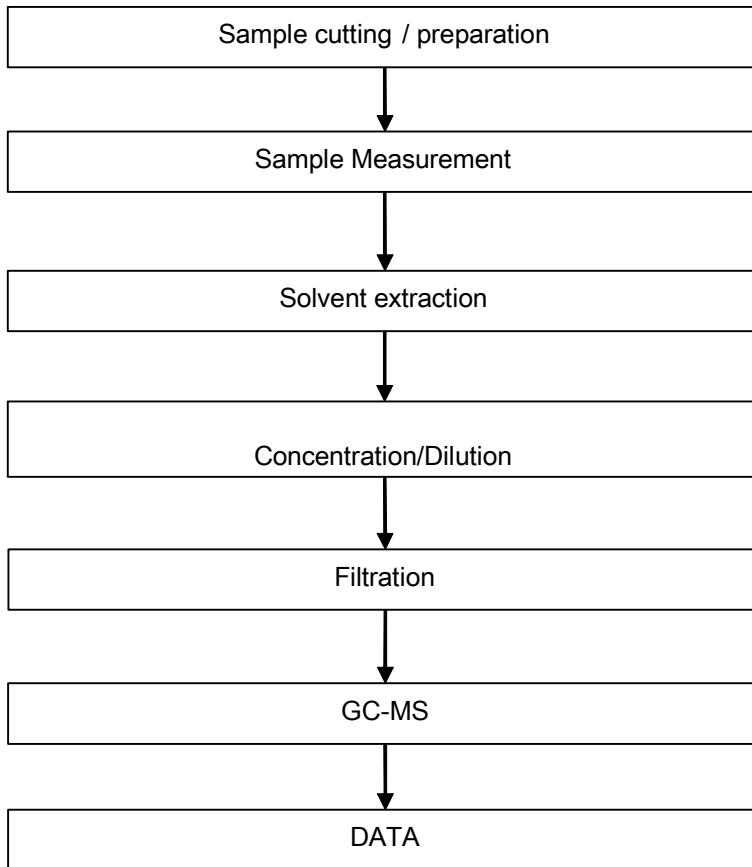 Sample cutting / preparation
Sample Measurement
Solvent extraction
Concentration/Dilution
Filtration
GC-MS
DATA